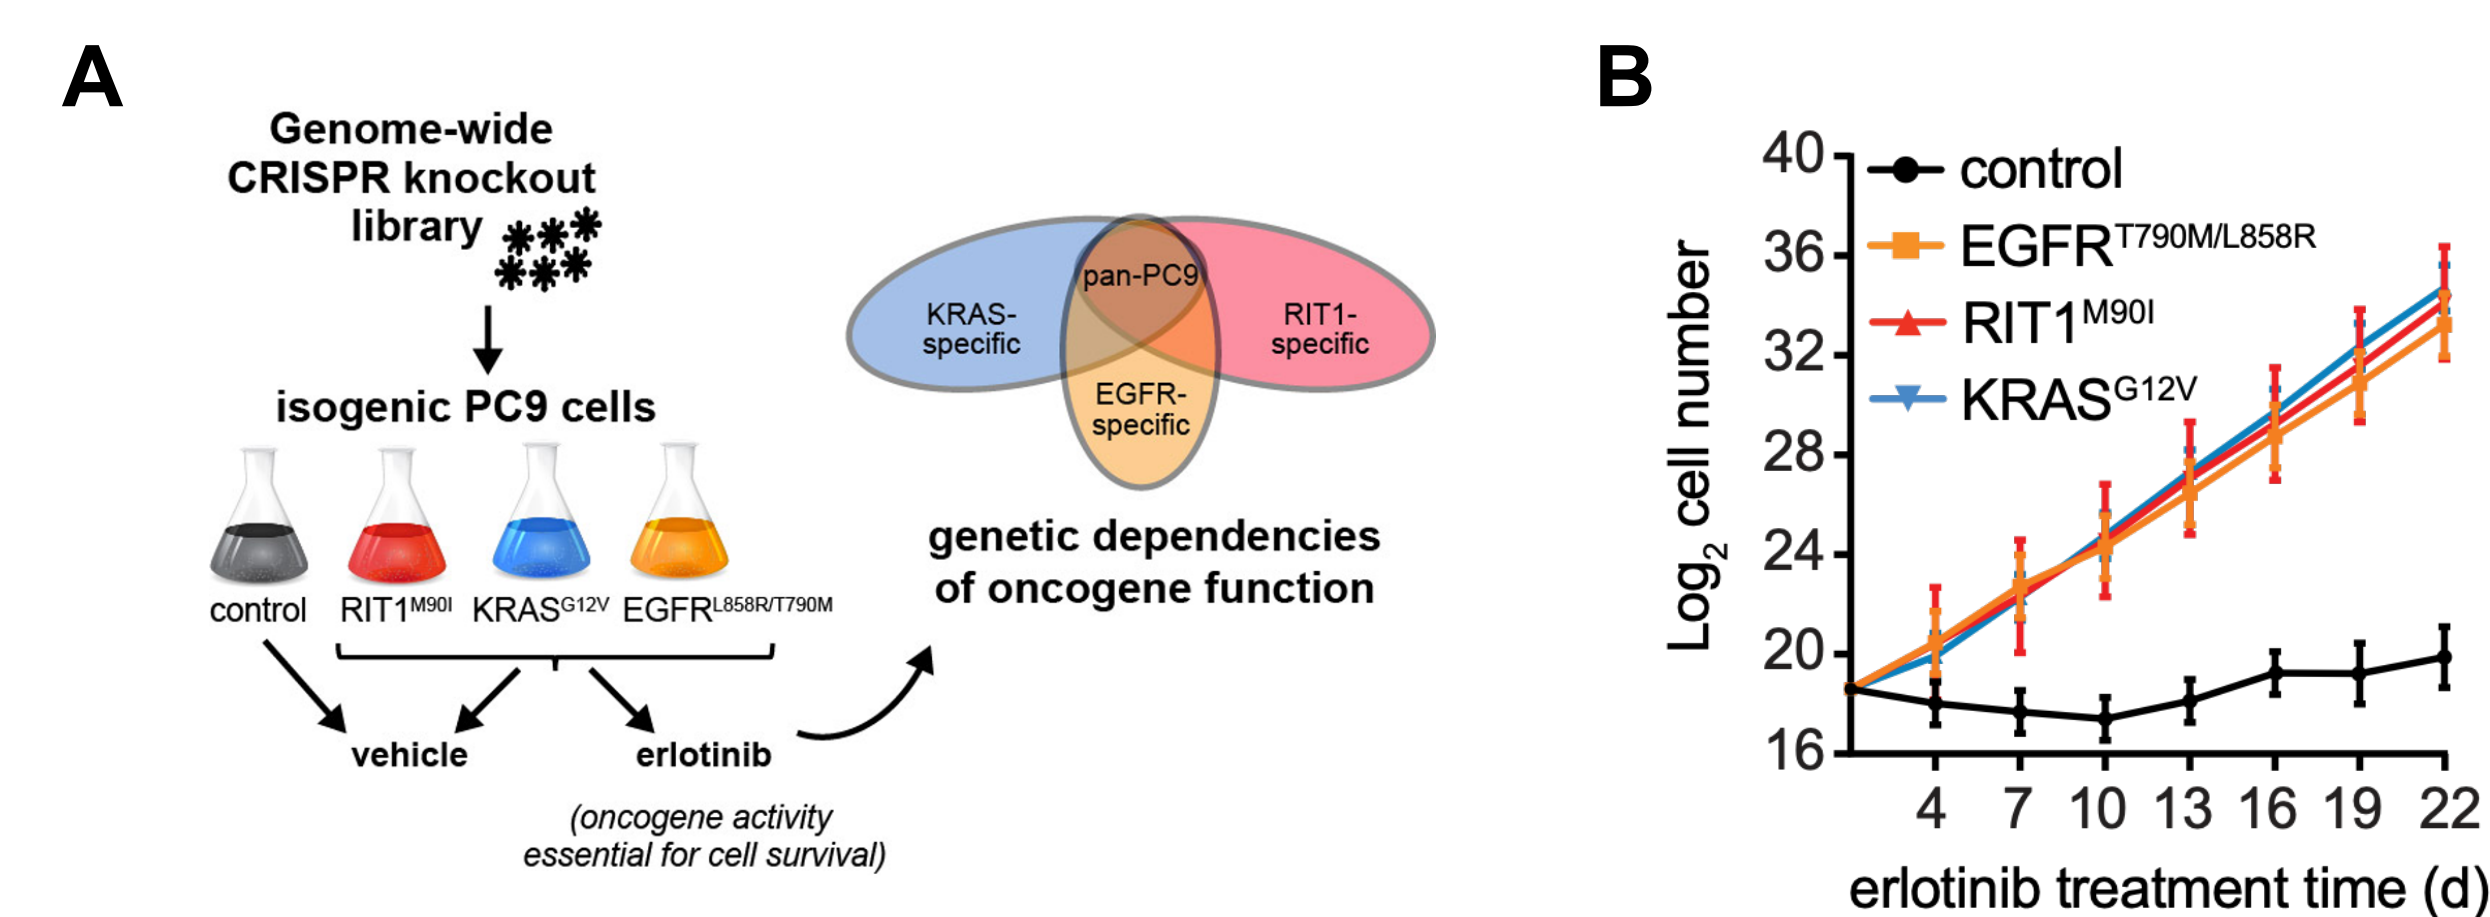 A
Genome-wide
CRISPR knockout
library
isogenic PC9 cells
control RIT1M90I KRASG12V EGFRL858R/T790M
vehicle erlotinib
(oncogene activity
essential for cell survival)
pan-PC9
KRAS-
specific
RIT1-
specific
EGFR-
specific
genetic dependencies
of oncogene function
B
Log2 cell number
40
36
32
28
24
20
16
control
EGFRT790M/L858R
RIT1M90I
KRASG12V
4 7 10 13 16 19 22
erlotinib treatment time (d)